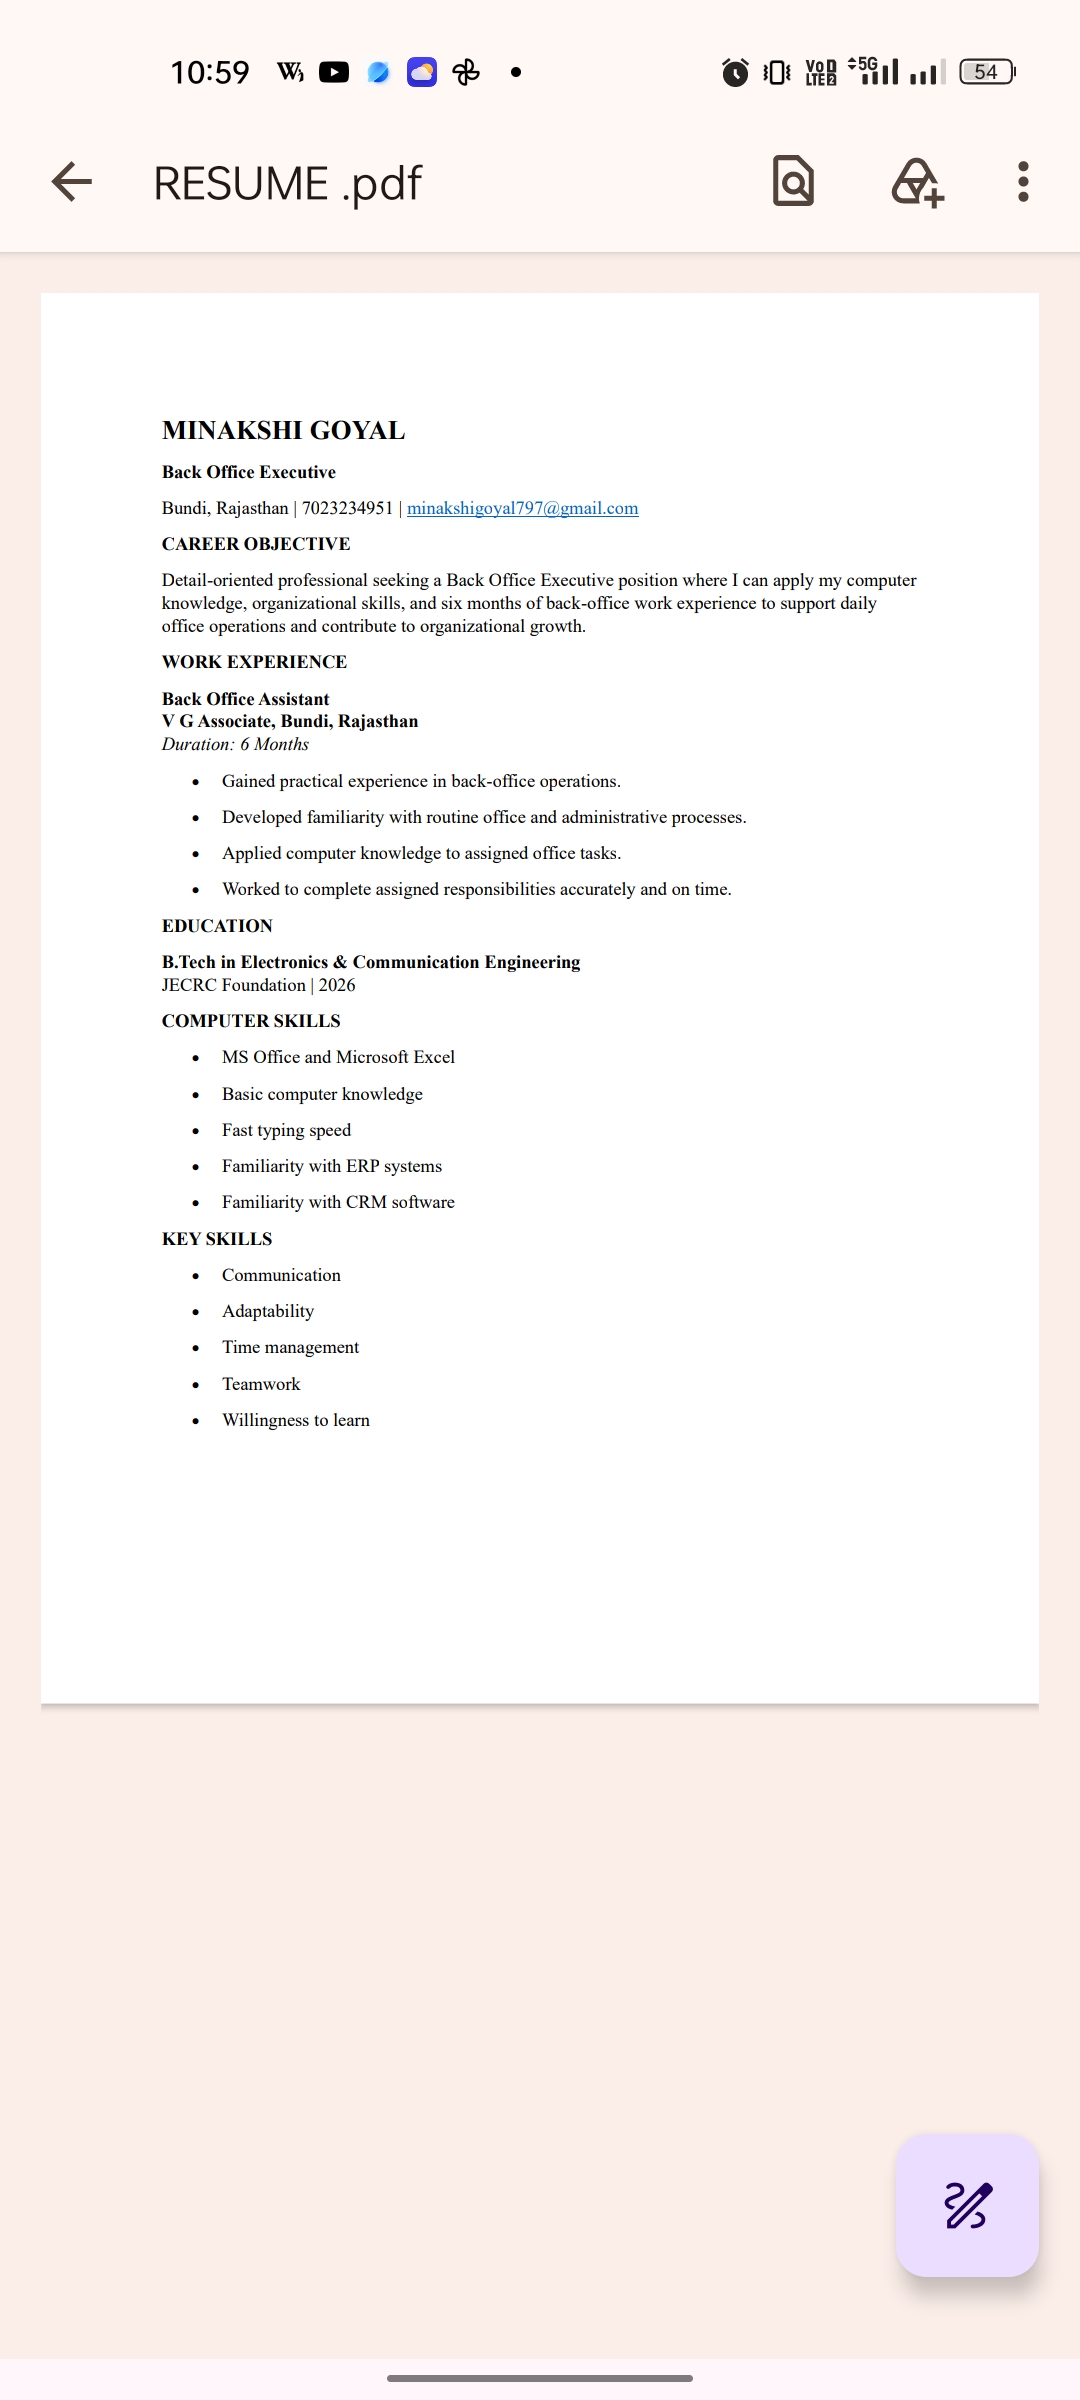 10:59
VoD
LTE2
5G
54
RESUME .pdf
MINAKSHI GOYAL
Back Office Executive
Bundi, Rajasthan | 7023234951 | minakshigoyal797@gmail.com
CAREER OBJECTIVE
Detail-oriented professional seeking a Back Office Executive position where I can apply my computer
knowledge, organizational skills, and six months of back-office work experience to support daily
office operations and contribute to organizational growth.
WORK EXPERIENCE
Back Office Assistant
V G Associate, Bundi, Rajasthan
Duration: 6 Months
• Gained practical experience in back-office operations.
• Developed familiarity with routine office and administrative processes.
• Applied computer knowledge to assigned office tasks.
• Worked to complete assigned responsibilities accurately and on time.
EDUCATION
B.Tech in Electronics & Communication Engineering
JECRC Foundation | 2026
COMPUTER SKILLS
• MS Office and Microsoft Excel
• Basic computer knowledge
• Fast typing speed
• Familiarity with ERP systems
• Familiarity with CRM software
KEY SKILLS
• Communication
• Adaptability
• Time management
• Teamwork
• Willingness to learn